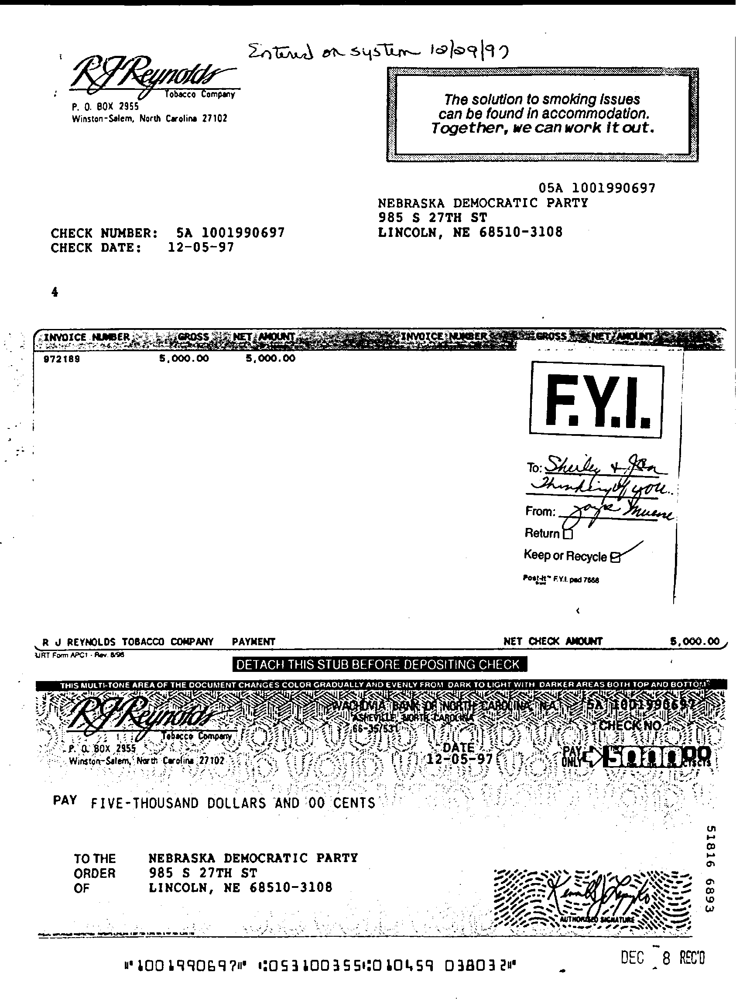 Entered on system 12/09/97
RJReynolds
Tobacco Company
P. O. BOX 2955
Winston-Salem, North Carolina 27102
The solution to smoking issues
can be found in accommodation.
Together, we can work it out.
05A 1001990697
NEBRASKA DEMOCRATIC PARTY
985 S 27TH ST
LINCOLN, NE 68510-3108
CHECK NUMBER: 5A 1001990697
CHECK DATE: 12-05-97
4
INVOICE NUMBER GROSS NET AMOUNT INVOICE NUMBER GROSS NET AMOUNT
972189 5,000.00 5,000.00
F.Y.I.
To: Sheiley + Jan
Thinking of you.
From:
Return
Keep or Recycle
Post-it™ F.Y.I. pad 7668
R J REYNOLDS TOBACCO COMPANY PAYMENT NET CHECK AMOUNT 5,000.00
URT Form APC1 - Rev. 8/96
DETACH THIS STUB BEFORE DEPOSITING CHECK
THIS MULTI-TONE AREA OF THE DOCUMENT CHANGES COLOR GRADUALLY AND EVENLY FROM DARK TO LIGHT WITH DARKER AREAS BOTH TOP AND BOTTOM
RJReynolds
Tobacco Company
P. O. BOX 2955
Winston-Salem, North Carolina 27102
WACHOVIA BANK OF NORTH CAROLINA, N.A.
ASHEVILLE, NORTH CAROLINA
66-35/531
5A 1001990697
CHECK NO.
DATE
12-05-97
PAY ONLY 5000 00
PAY FIVE-THOUSAND DOLLARS AND 00 CENTS
TO THE ORDER OF
NEBRASKA DEMOCRATIC PARTY
985 S 27TH ST
LINCOLN, NE 68510-3108
AUTHORIZED SIGNATURE
51816 6893
⑈1001990697⑈ ⑆053100355⑆010459 038032⑈
DEC 8 REC'D